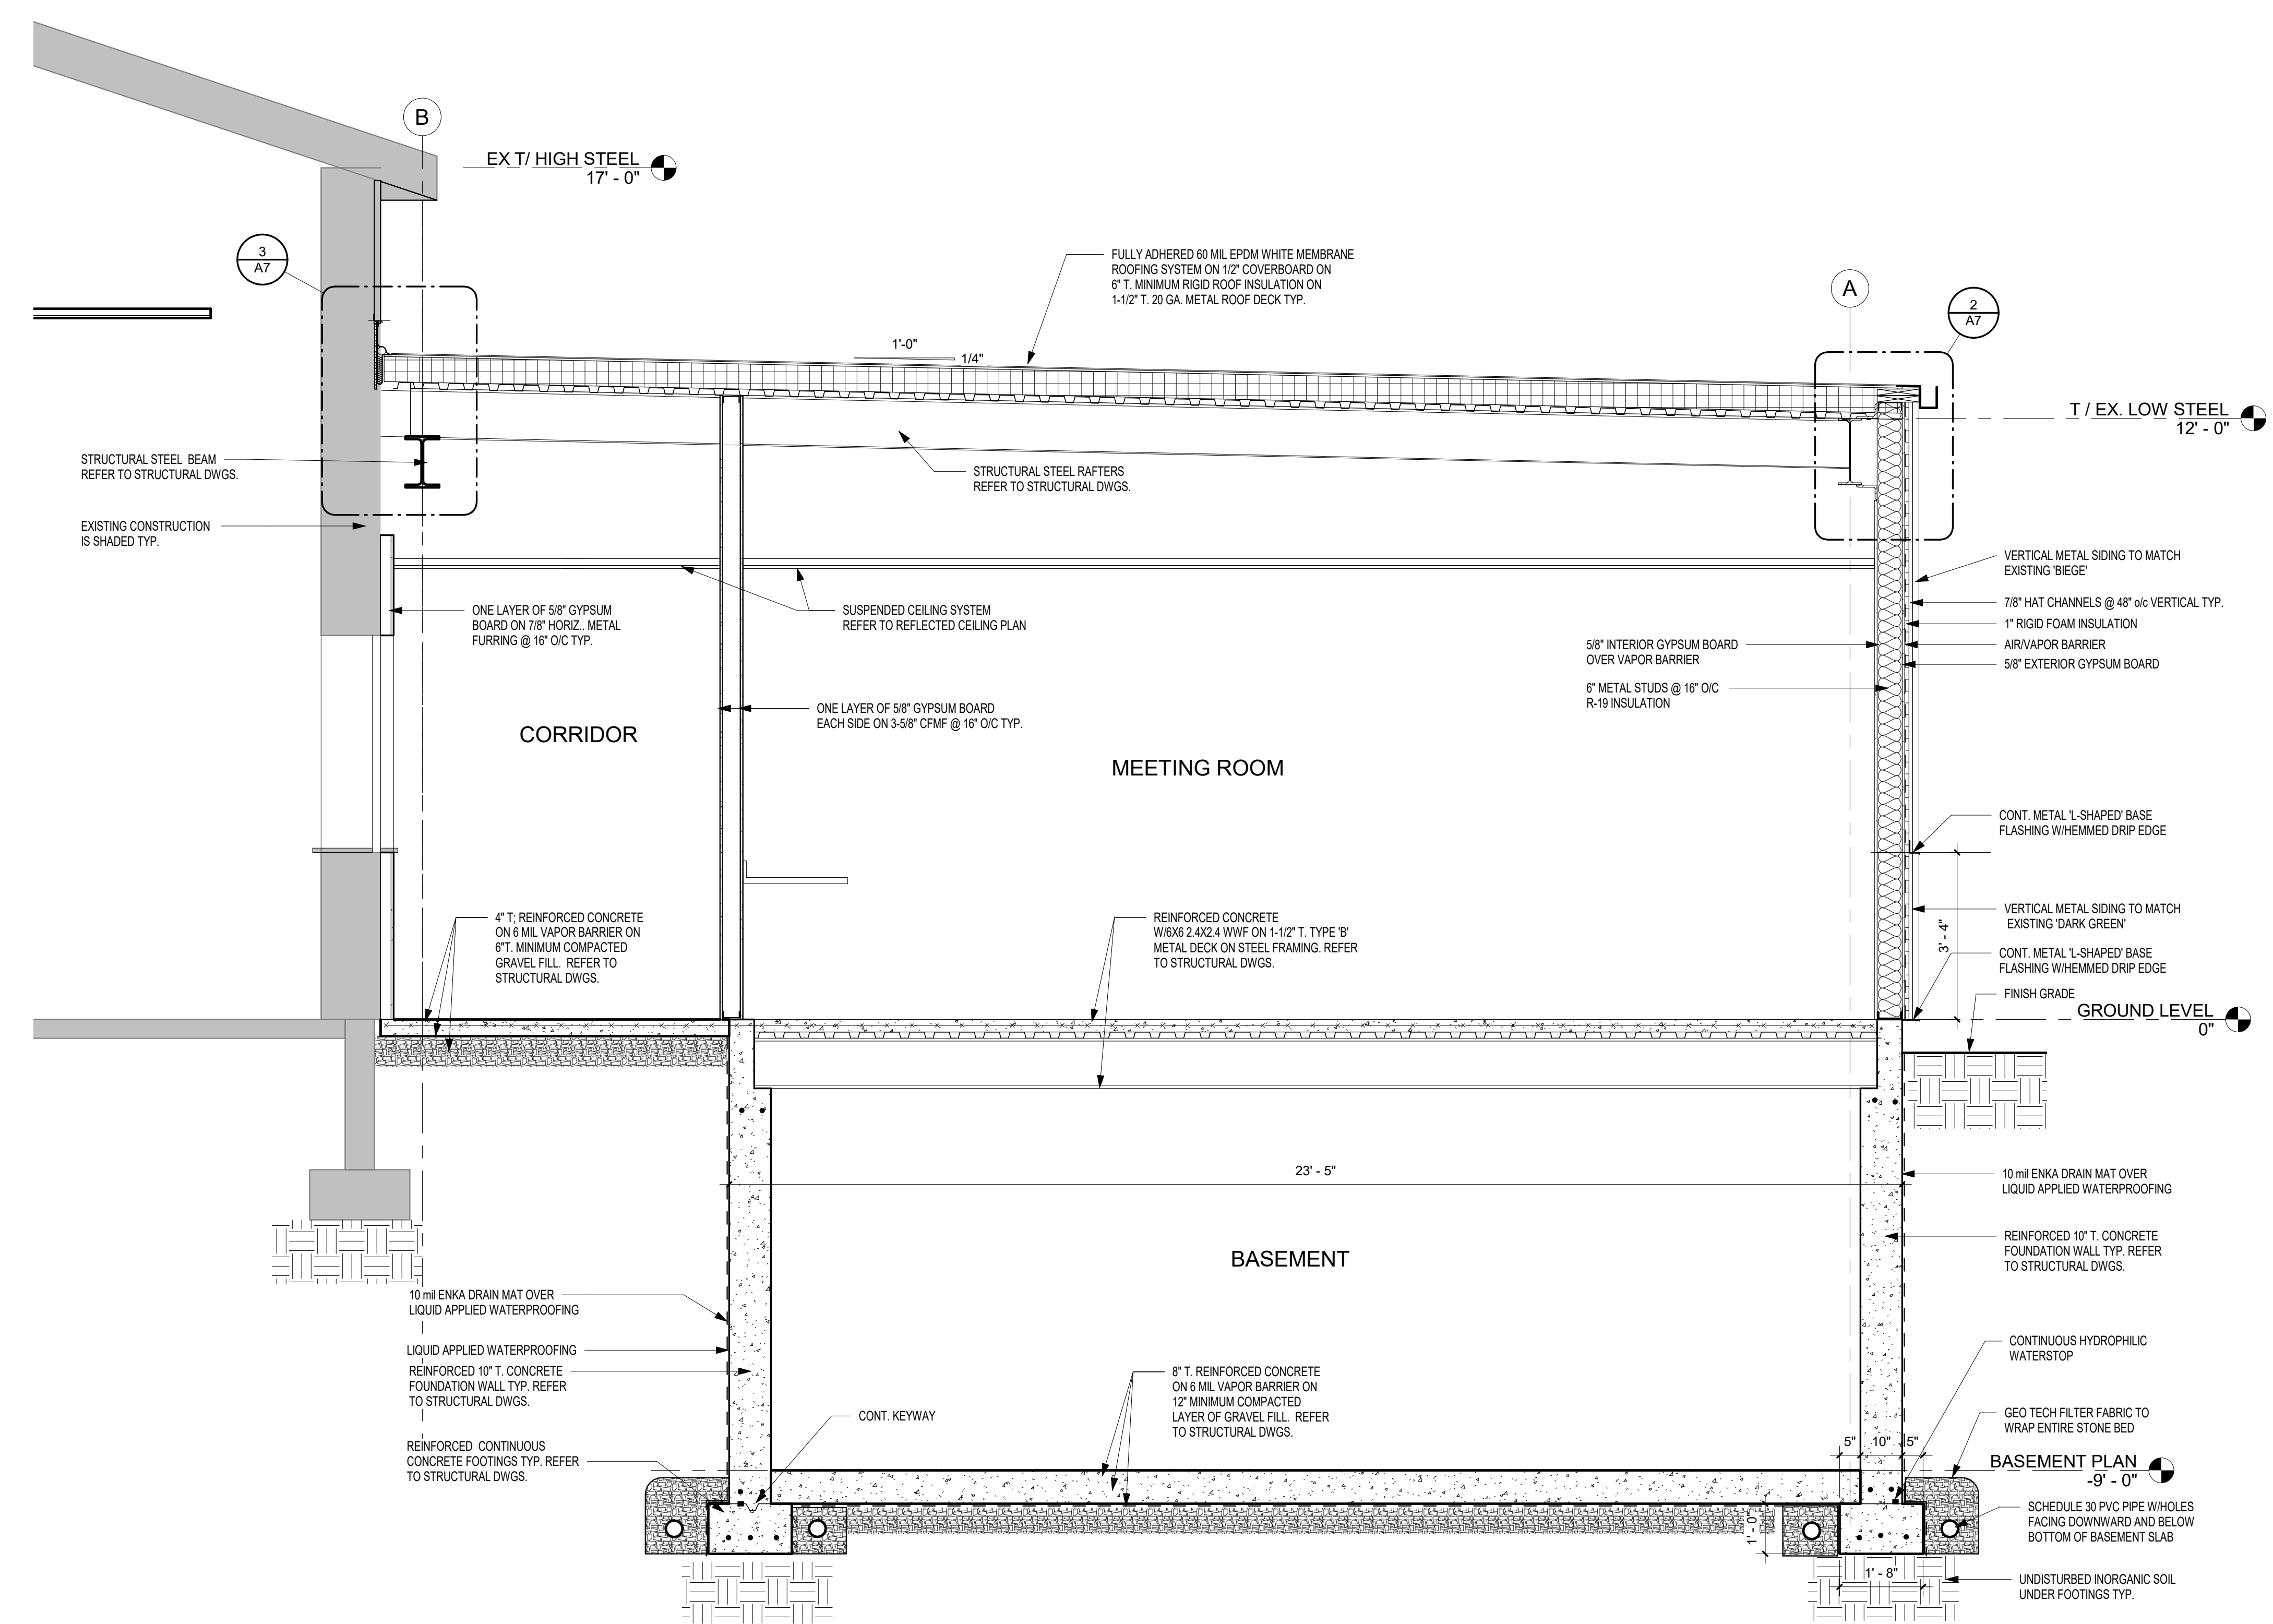 B
EX T/ HIGH STEEL
17' - 0"
3
A7
FULLY ADHERED 60 MIL EPDM WHITE MEMBRANE
ROOFING SYSTEM ON 1/2" COVERBOARD ON
6" T. MINIMUM RIGID ROOF INSULATION ON
1-1/2" T. 20 GA. METAL ROOF DECK TYP.
A
2
A7
1'-0"
1/4"
T / EX. LOW STEEL
12' - 0"
STRUCTURAL STEEL BEAM
REFER TO STRUCTURAL DWGS.
STRUCTURAL STEEL RAFTERS
REFER TO STRUCTURAL DWGS.
EXISTING CONSTRUCTION
IS SHADED TYP.
VERTICAL METAL SIDING TO MATCH
EXISTING 'BIEGE'
7/8" HAT CHANNELS @ 48" o/c VERTICAL TYP.
1" RIGID FOAM INSULATION
AIR/VAPOR BARRIER
5/8" EXTERIOR GYPSUM BOARD
ONE LAYER OF 5/8" GYPSUM
BOARD ON 7/8" HORIZ.. METAL
FURRING @ 16" O/C TYP.
SUSPENDED CEILING SYSTEM
REFER TO REFLECTED CEILING PLAN
5/8" INTERIOR GYPSUM BOARD
OVER VAPOR BARRIER
6" METAL STUDS @ 16" O/C
R-19 INSULATION
ONE LAYER OF 5/8" GYPSUM BOARD
EACH SIDE ON 3-5/8" CFMF @ 16" O/C TYP.
CORRIDOR
MEETING ROOM
CONT. METAL 'L-SHAPED' BASE
FLASHING W/HEMMED DRIP EDGE
4" T; REINFORCED CONCRETE
ON 6 MIL VAPOR BARRIER ON
6"T. MINIMUM COMPACTED
GRAVEL FILL. REFER TO
STRUCTURAL DWGS.
REINFORCED CONCRETE
W/6X6 2.4X2.4 WWF ON 1-1/2" T. TYPE 'B'
METAL DECK ON STEEL FRAMING. REFER
TO STRUCTURAL DWGS.
3' - 4"
VERTICAL METAL SIDING TO MATCH
EXISTING 'DARK GREEN'
CONT. METAL 'L-SHAPED' BASE
FLASHING W/HEMMED DRIP EDGE
FINISH GRADE
GROUND LEVEL
0"
23' - 5"
10 mil ENKA DRAIN MAT OVER
LIQUID APPLIED WATERPROOFING
BASEMENT
REINFORCED 10" T. CONCRETE
FOUNDATION WALL TYP. REFER
TO STRUCTURAL DWGS.
10 mil ENKA DRAIN MAT OVER
LIQUID APPLIED WATERPROOFING
LIQUID APPLIED WATERPROOFING
REINFORCED 10" T. CONCRETE
FOUNDATION WALL TYP. REFER
TO STRUCTURAL DWGS.
8" T. REINFORCED CONCRETE
ON 6 MIL VAPOR BARRIER ON
12" MINIMUM COMPACTED
LAYER OF GRAVEL FILL. REFER
TO STRUCTURAL DWGS.
CONTINUOUS HYDROPHILIC
WATERSTOP
CONT. KEYWAY
GEO TECH FILTER FABRIC TO
WRAP ENTIRE STONE BED
REINFORCED CONTINUOUS
CONCRETE FOOTINGS TYP. REFER
TO STRUCTURAL DWGS.
5"
10"
5"
BASEMENT PLAN
-9' - 0"
SCHEDULE 30 PVC PIPE W/HOLES
FACING DOWNWARD AND BELOW
BOTTOM OF BASEMENT SLAB
1' - 0"
1' - 8"
UNDISTURBED INORGANIC SOIL
UNDER FOOTINGS TYP.